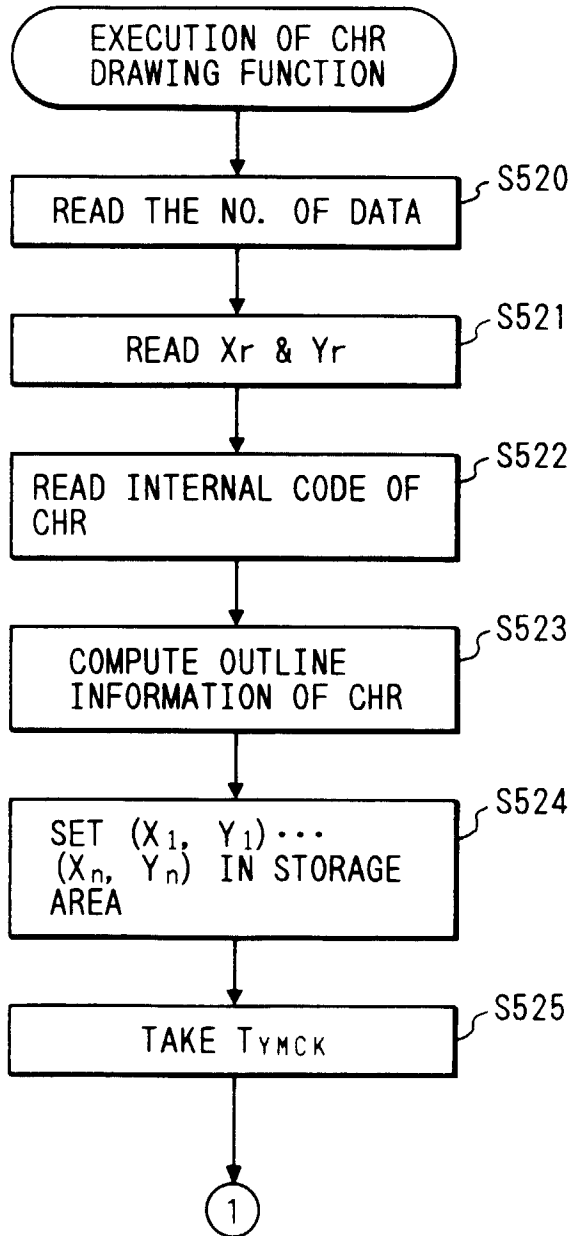 EXECUTION OF CHR
DRAWING FUNCTION
S520
READ THE NO. OF DATA
S521
READ Xr & Yr
S522
READ INTERNAL CODE OF
CHR
S523
COMPUTE OUTLINE
INFORMATION OF CHR
S524
SET (X₁, Y₁)···
(Xₙ, Yₙ) IN STORAGE
AREA
S525
TAKE TYMCK
1